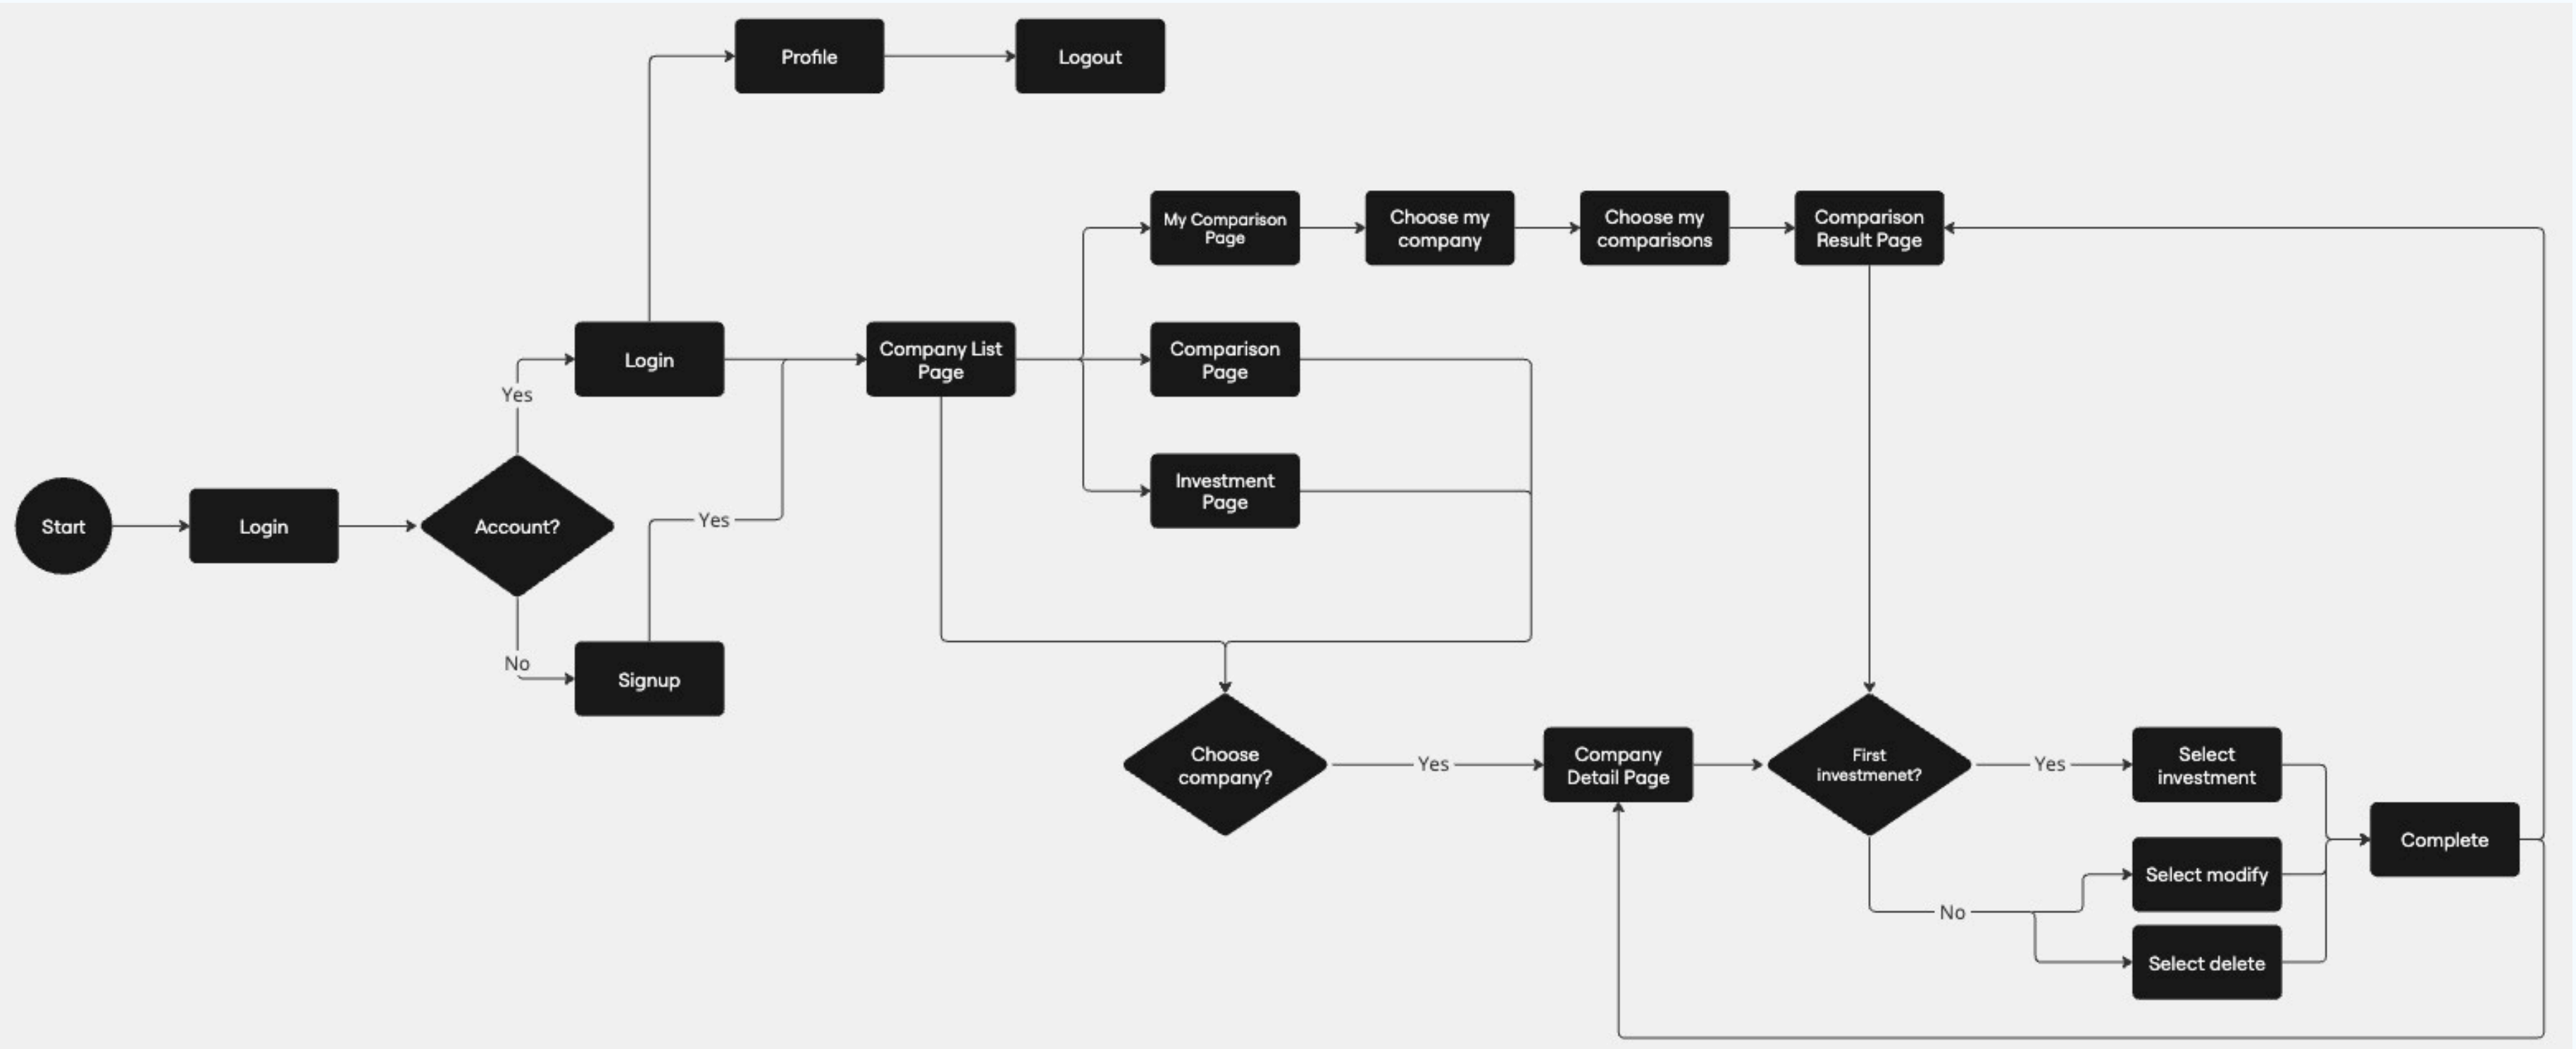 Profile
Logout
My Comparison
Page
Choose my
company
Choose my
comparisons
Comparison
Result Page
Login
Company List
Page
Comparison
Page
Yes
Investment
Page
Start
Login
Account?
Yes
No
Signup
Choose
company?
Yes
Company
Detail Page
First
investmenet?
Yes
Select
investment
Complete
Select modify
No
Select delete